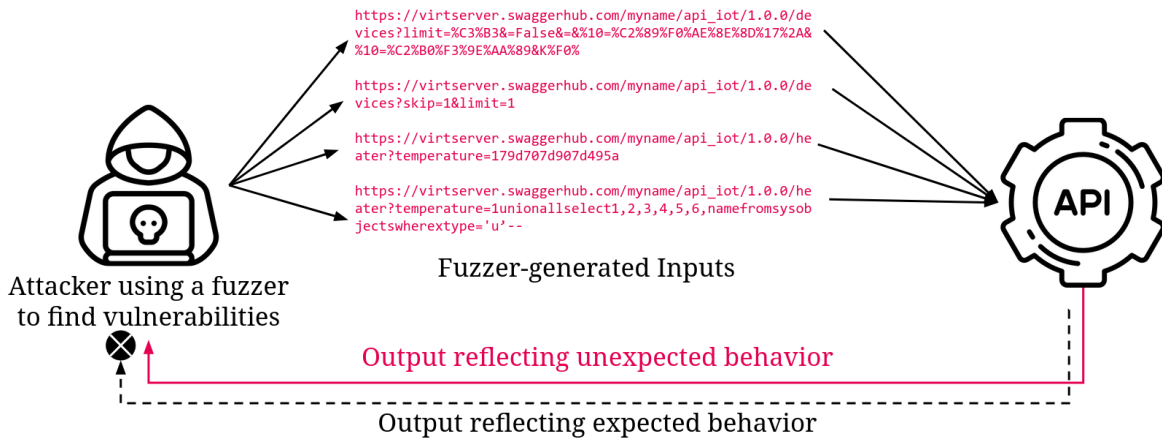 https://virtserver.swaggerhub.com/myname/api_iot/1.0.0/de
vices?limit=%C3%B3&=False&=&%10=%C2%89%F0%AE%8E%8D%17%2A&
%10=%C2%B0%F3%9E%AA%89&K%F0%
https://virtserver.swaggerhub.com/myname/api_iot/1.0.0/de
vices?skip=1&limit=1
https://virtserver.swaggerhub.com/myname/api_iot/1.0.0/he
ater?temperature=179d707d907d495a
https://virtserver.swaggerhub.com/myname/api_iot/1.0.0/he
ater?temperature=1unionallselect1,2,3,4,5,6,namefromsyso
bjectswherextype='u’--
API
Fuzzer-generated Inputs
Attacker using a fuzzer
to find vulnerabilities
Output reflecting unexpected behavior
Output reflecting expected behavior